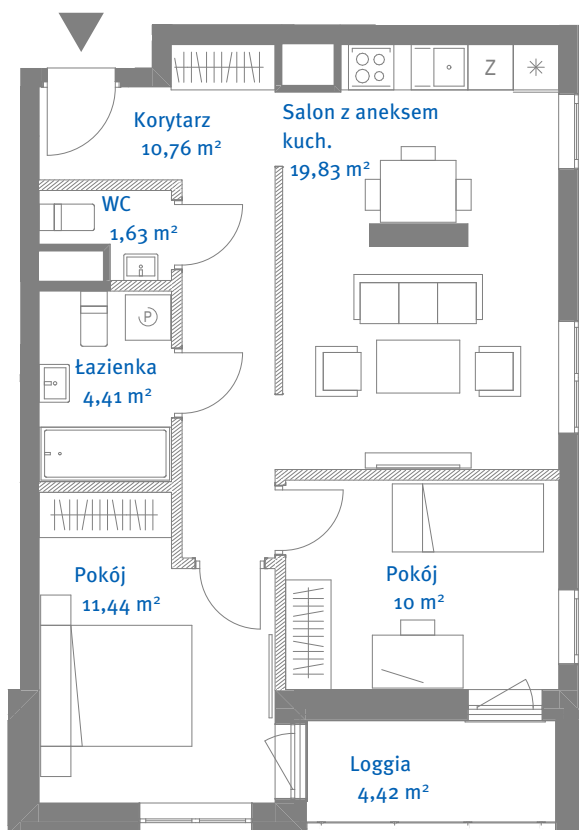 Korytarz
10,76 m²
Salon z aneksem
kuch.
19,83 m²
Z
WC
1,63 m²
P
Łazienka
4,41 m²
Pokój
11,44 m²
Pokój
10 m²
Loggia
4,42 m²